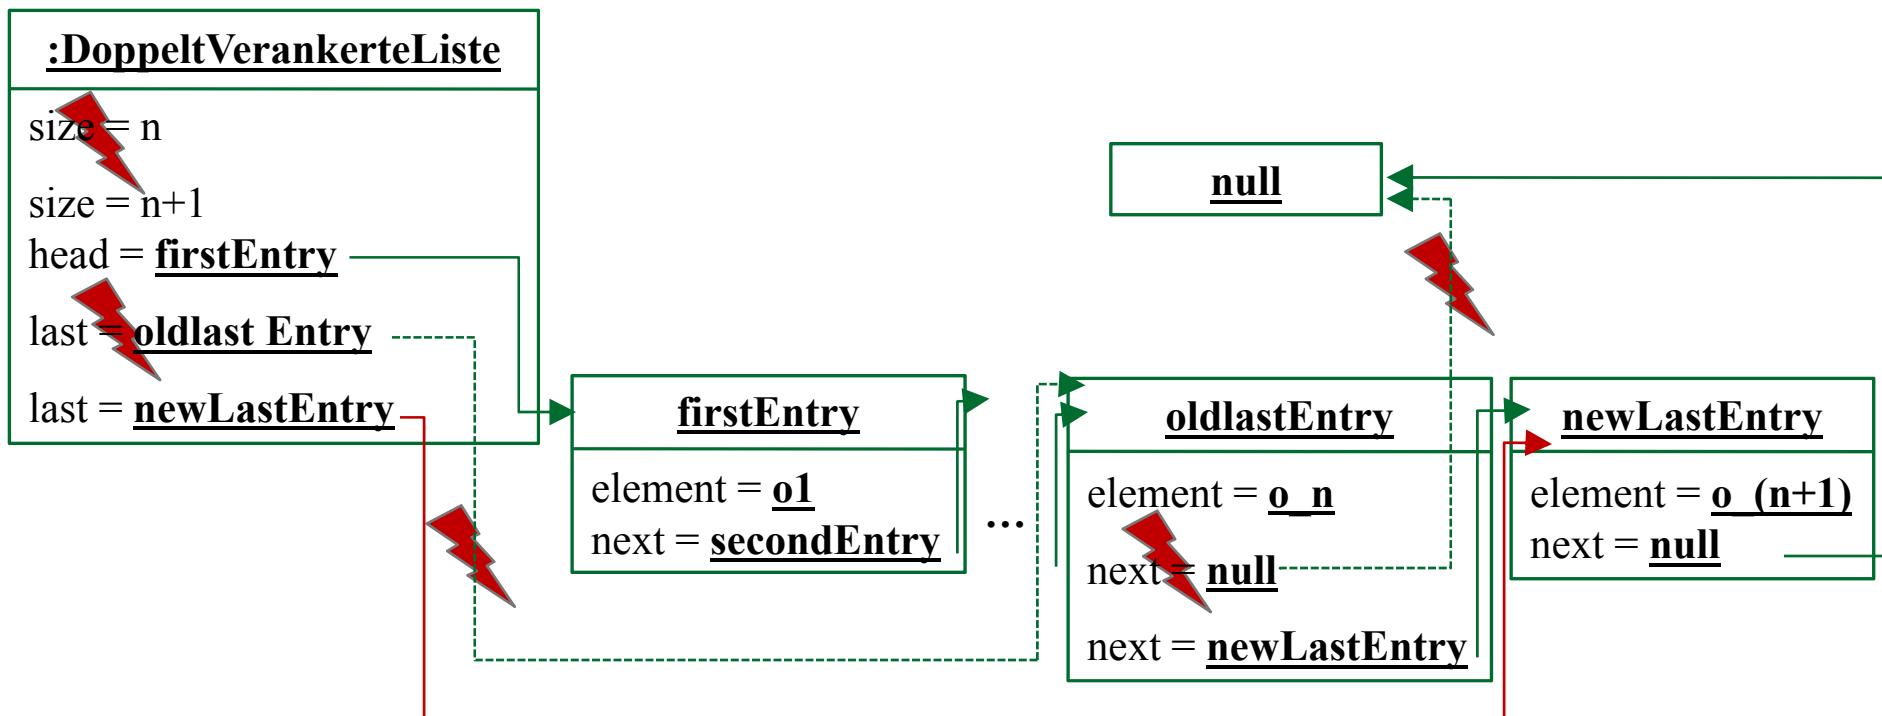 :DoppeltVerankerteListe
size = n
size = n+1
head = firstEntry
last = oldlast Entry
last = newLastEntry
firstEntry
element = o1
next = secondEntry
...
null
oldlastEntry
element = o_n
next = null
next = newLastEntry
newLastEntry
element = o_(n+1)
next = null